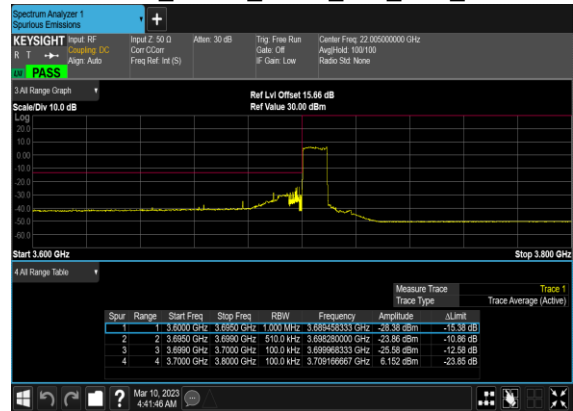 Spectrum Analyzer 1
Spurious Emissions
+
KEYSIGHT Input: RF Input Z: 50 Ω Atten: 30 dB Trig: Free Run Center Freq: 22.005000000 GHz
R T Coupling: DC Corr CCorr Gate: Off Avg|Hold: 100/100
Align: Auto Freq Ref: Int (S) IF Gain: Low Radio Std: None
PASS
3 All Range Graph
Ref Lvl Offset 15.66 dB
Scale/Div 10.0 dB Ref Value 30.00 dBm
Log
20.0
10.0
0.00
-10.0
-20.0
-30.0
-40.0
-50.0
-60.0
Start 3.600 GHz Stop 3.800 GHz
4 All Range Table
Measure Trace Trace 1
Trace Type Trace Average (Active)
Spur Range Start Freq Stop Freq RBW Frequency Amplitude ΔLimit
1 1 3.6000 GHz 3.6950 GHz 1.000 MHz 3.689458333 GHz -28.38 dBm -15.38 dB
2 2 3.6950 GHz 3.6990 GHz 510.0 kHz 3.698280000 GHz -23.86 dBm -10.86 dB
3 3 3.6990 GHz 3.7000 GHz 100.0 kHz 3.699968333 GHz -25.58 dBm -12.58 dB
4 4 3.7000 GHz 3.8000 GHz 100.0 kHz 3.709166667 GHz 6.152 dBm -23.85 dB
? Mar 10, 2023
4:41:46 AM